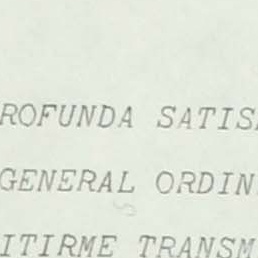 ROFUNDA SATIS
GENERAL ORDIN
ITIRME TRANSM